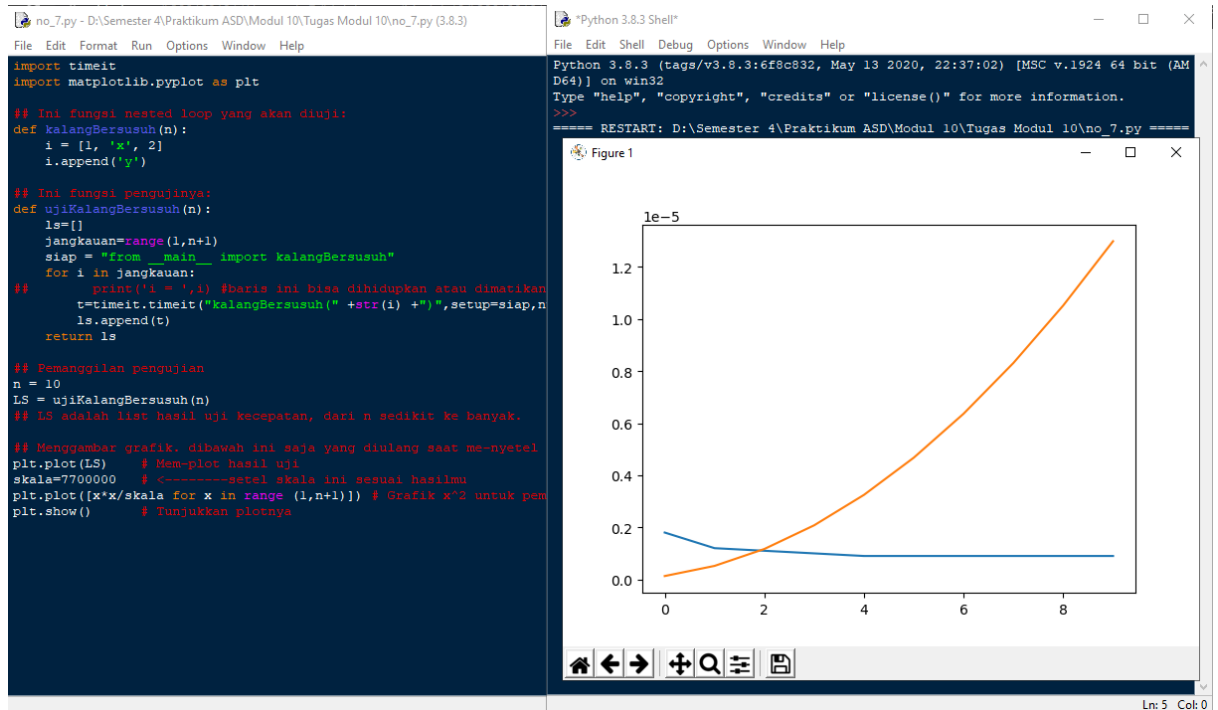 no_7.py - D:\Semester 4\Praktikum ASD\Modul 10\Tugas Modul 10\no_7.py (3.8.3)
File Edit Format Run Options Window Help
import timeit
import matplotlib.pyplot as plt
## Ini fungsi nested loop yang akan diuji:
def kalangBersusuh(n):
    i = [1, 'x', 2]
    i.append('y')
## Ini fungsi pengujinya:
def ujiKalangBersusuh(n):
    ls=[]
    jangkauan=range(1,n+1)
    siap = "from __main__ import kalangBersusuh"
    for i in jangkauan:
##        print('i = ',i) #baris ini bisa dihidupkan atau dimatikan
        t=timeit.timeit("kalangBersusuh(" +str(i) +")",setup=siap,n
        ls.append(t)
    return ls
## Pemanggilan pengujian
n = 10
LS = ujiKalangBersusuh(n)
## LS adalah list hasil uji kecepatan, dari n sedikit ke banyak.
## Menggambar grafik. dibawah ini saja yang diulang saat me-nyetel
plt.plot(LS)    # Mem-plot hasil uji
skala=7700000   # <--------setel skala ini sesuai hasilmu
plt.plot([x*x/skala for x in range (1,n+1)]) # Grafik x^2 untuk pem
plt.show()      # Tunjukkan plotnya
*Python 3.8.3 Shell*
File Edit Shell Debug Options Window Help
Python 3.8.3 (tags/v3.8.3:6f8c832, May 13 2020, 22:37:02) [MSC v.1924 64 bit (AM
D64)] on win32
Type "help", "copyright", "credits" or "license()" for more information.
>>>
===== RESTART: D:\Semester 4\Praktikum ASD\Modul 10\Tugas Modul 10\no_7.py =====
Figure 1
1e-5
1.2
1.0
0.8
0.6
0.4
0.2
0.0
0 2 4 6 8
Ln: 5 Col: 0